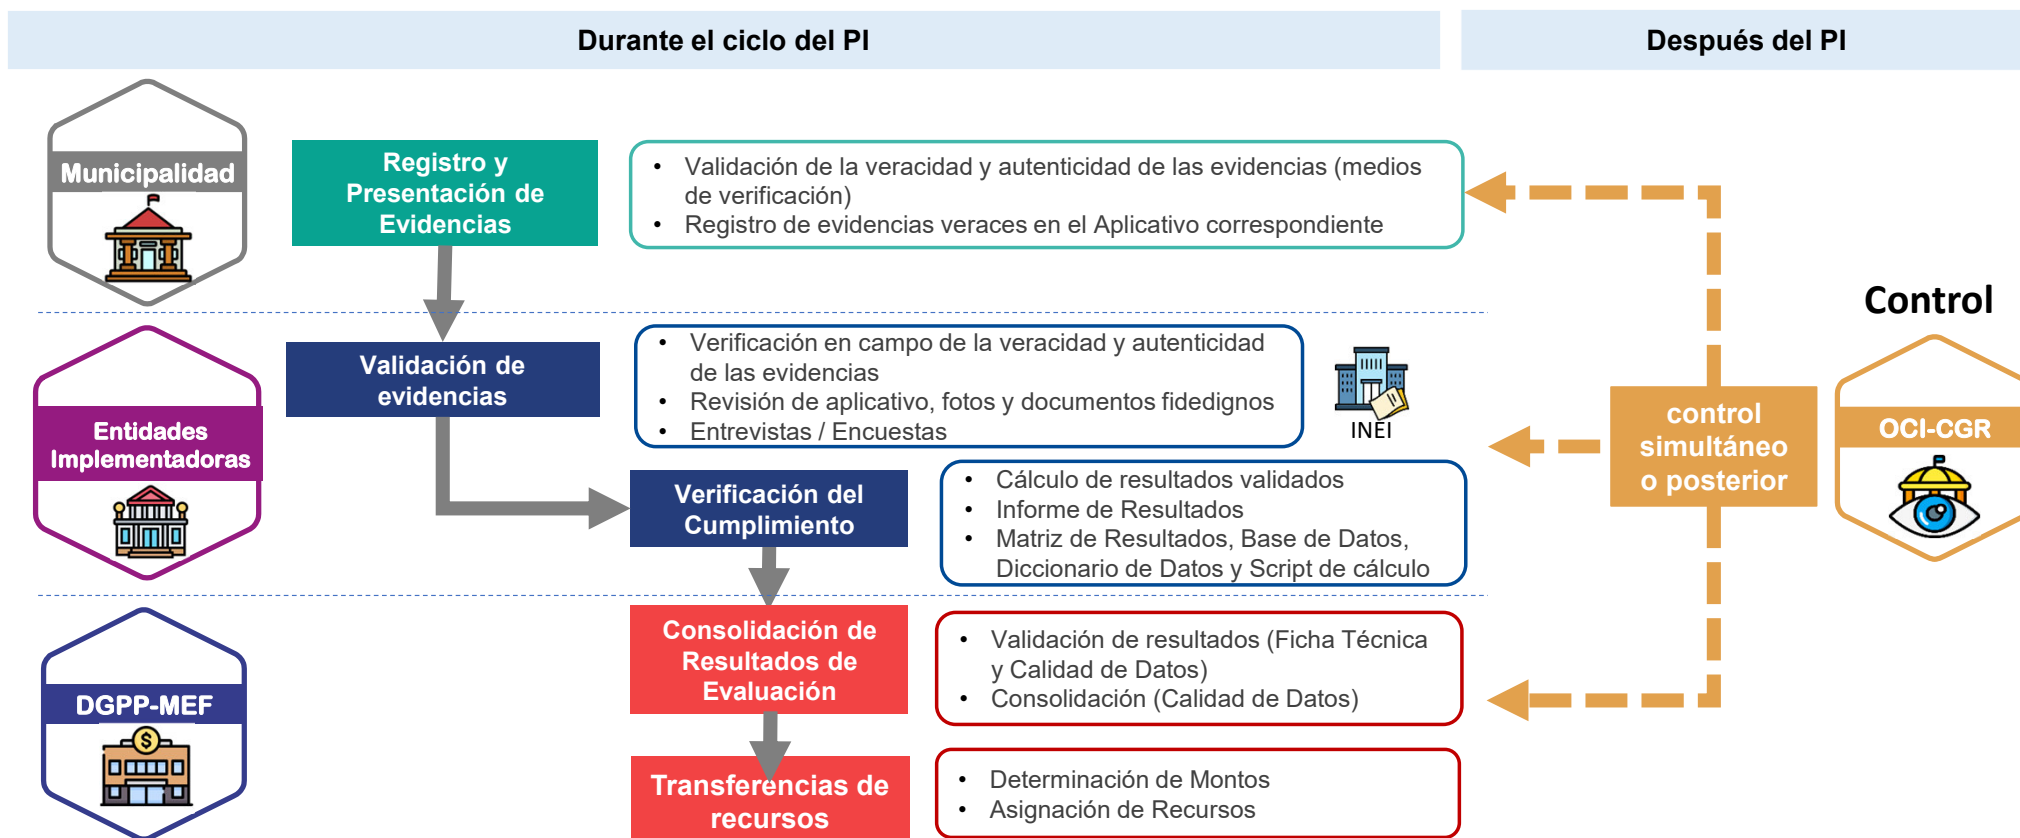 Durante el ciclo del PI
Después del PI
Municipalidad
Registro y
Presentación de
Evidencias
• Validación de la veracidad y autenticidad de las evidencias (medios
de verificación)
• Registro de evidencias veraces en el Aplicativo correspondiente
Entidades
Implementadoras
Validación de
evidencias
• Verificación en campo de la veracidad y autenticidad
de las evidencias
• Revisión de aplicativo, fotos y documentos fidedignos
• Entrevistas / Encuestas
INEI
Verificación del
Cumplimiento
• Cálculo de resultados validados
• Informe de Resultados
• Matriz de Resultados, Base de Datos,
Diccionario de Datos y Script de cálculo
DGPP-MEF
Consolidación de
Resultados de
Evaluación
• Validación de resultados (Ficha Técnica
y Calidad de Datos)
• Consolidación (Calidad de Datos)
Transferencias de
recursos
• Determinación de Montos
• Asignación de Recursos
Control
control
simultáneo
o posterior
OCI-CGR